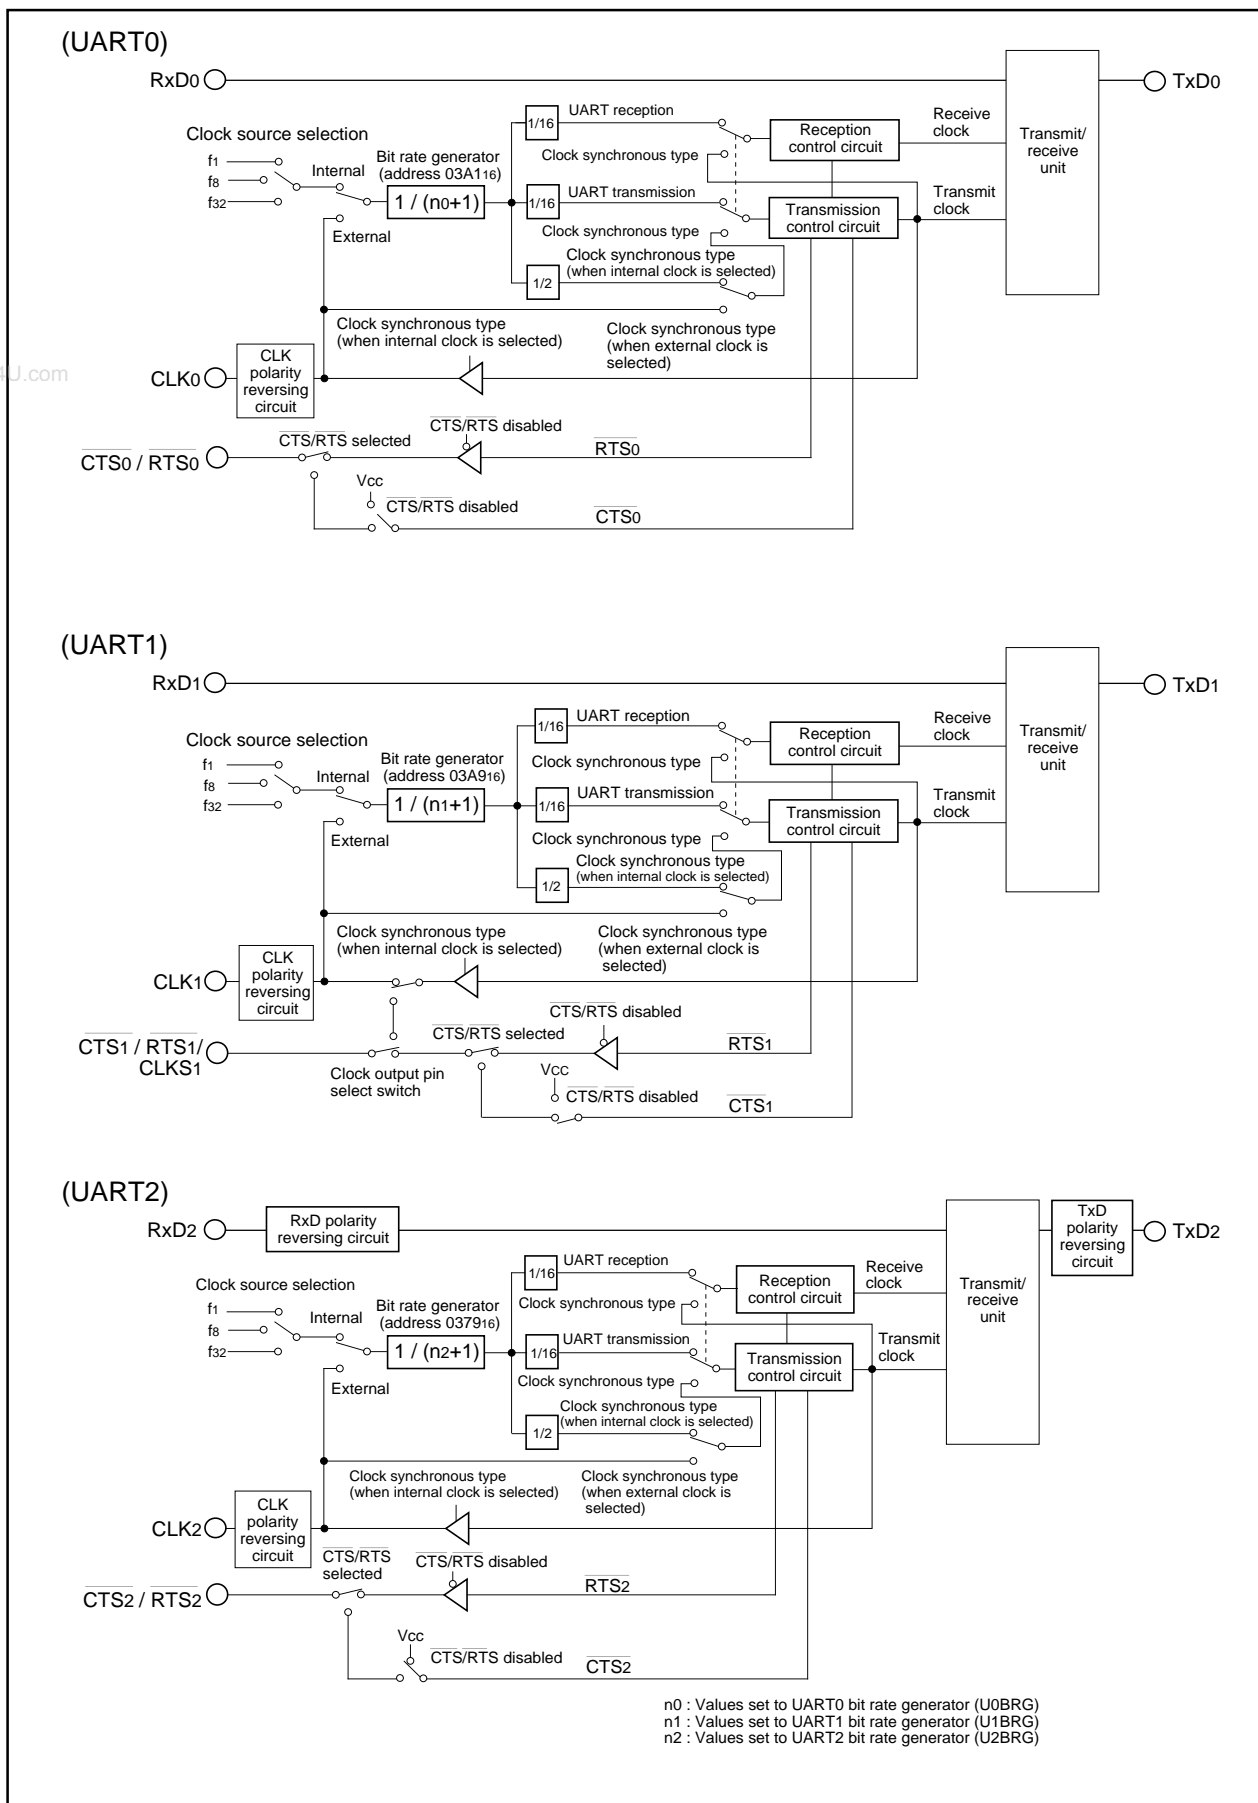 (UART0)
RxD0
TxD0
1/16
UART reception
Clock source selection
Reception
control circuit
Receive
clock
Transmit/
receive
unit
f1
f8
f32
Internal
Bit rate generator
(address 03A116)
Clock synchronous type
1 / (n0+1)
1/16
UART transmission
Transmission
control circuit
Transmit
clock
External
Clock synchronous type
Clock synchronous type
(when internal clock is selected)
1/2
Clock synchronous type
(when internal clock is selected)
Clock synchronous type
(when external clock is
selected)
4U.com
CLK0
CLK
polarity
reversing
circuit
CTS/RTS disabled
CTS/RTS selected
CTS0 / RTS0
RTS0
Vcc
CTS/RTS disabled
CTS0
(UART1)
RxD1
TxD1
1/16
UART reception
Clock source selection
Reception
control circuit
Receive
clock
Transmit/
receive
unit
f1
f8
f32
Internal
Bit rate generator
(address 03A916)
Clock synchronous type
1 / (n1+1)
1/16
UART transmission
Transmission
control circuit
Transmit
clock
External
Clock synchronous type
Clock synchronous type
(when internal clock is selected)
1/2
Clock synchronous type
(when internal clock is selected)
Clock synchronous type
(when external clock is
selected)
CLK1
CLK
polarity
reversing
circuit
CTS/RTS disabled
CTS/RTS selected
CTS1 / RTS1/
CLKS1
RTS1
Clock output pin
select switch
VCC
CTS/RTS disabled
CTS1
(UART2)
RxD2
RxD polarity
reversing circuit
TxD
polarity
reversing
circuit
TxD2
1/16
UART reception
Clock source selection
Reception
control circuit
Receive
clock
Transmit/
receive
unit
f1
f8
f32
Internal
Bit rate generator
(address 037916)
Clock synchronous type
1 / (n2+1)
1/16
UART transmission
Transmission
control circuit
Transmit
clock
External
Clock synchronous type
Clock synchronous type
(when internal clock is selected)
1/2
Clock synchronous type
(when internal clock is selected)
Clock synchronous type
(when external clock is
selected)
CLK2
CLK
polarity
reversing
circuit
CTS/RTS
selected
CTS/RTS disabled
CTS2 / RTS2
RTS2
Vcc
CTS/RTS disabled
CTS2
n0 : Values set to UART0 bit rate generator (U0BRG)
n1 : Values set to UART1 bit rate generator (U1BRG)
n2 : Values set to UART2 bit rate generator (U2BRG)